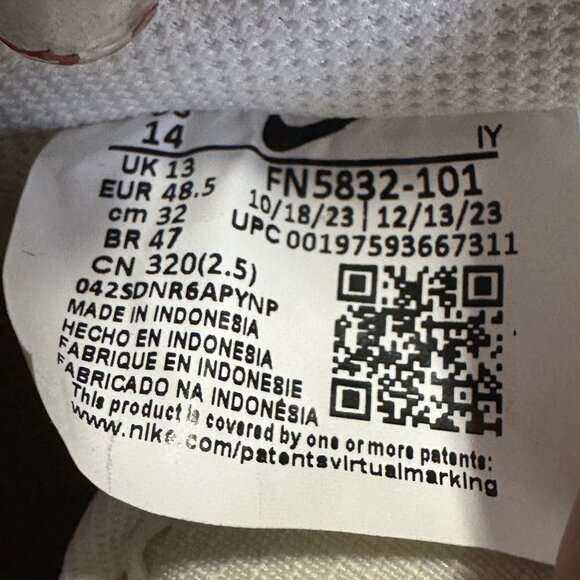 14
IY
UK 13
EUR 48.5
cm 32
BR 47
CN 320(2.5)
FN5832-101
10/18/23 | 12/13/23
UPC 00197593667311
042SDNR6APYNP
MADE IN INDONESIA
HECHO EN INDONESIA
FABRIQUE EN INDONESIE
FABRICADO NA INDONÉSIA
This product is covered by one or more patents:
www.nike.com/patentsvirtualmarking